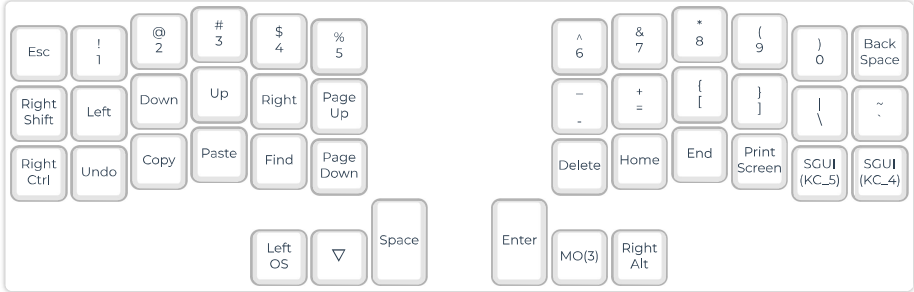 Esc
!
1
@
2
#
3
$
4
%
5
^
6
&
7
*
8
(
9
)
0
Back
Space
Right
Shift
Left
Down
Up
Right
Page
Up
_
-
+
=
{
[
}
]
|
\
~
`
Right
Ctrl
Undo
Copy
Paste
Find
Page
Down
Delete
Home
End
Print
Screen
SGUI
(KC_5)
SGUI
(KC_4)
Left
OS
▽
Space
Enter
MO(3)
Right
Alt